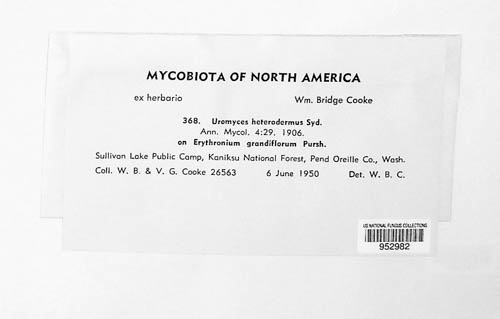 MYCOBIOTA OF NORTH AMERICA
ex herbario Wm. Bridge Cooke
368. Uromyces heterodermus Syd.
Ann. Mycol. 4:29. 1906.
on Erythronium grandiflorum Pursh.
Sullivan Lake Public Camp, Kaniksu National Forest, Pend Oreille Co., Wash.
Coll. W. B. & V. G. Cooke 26563 6 June 1950 Det. W. B. C.
US NATIONAL FUNGUS COLLECTIONS
952982